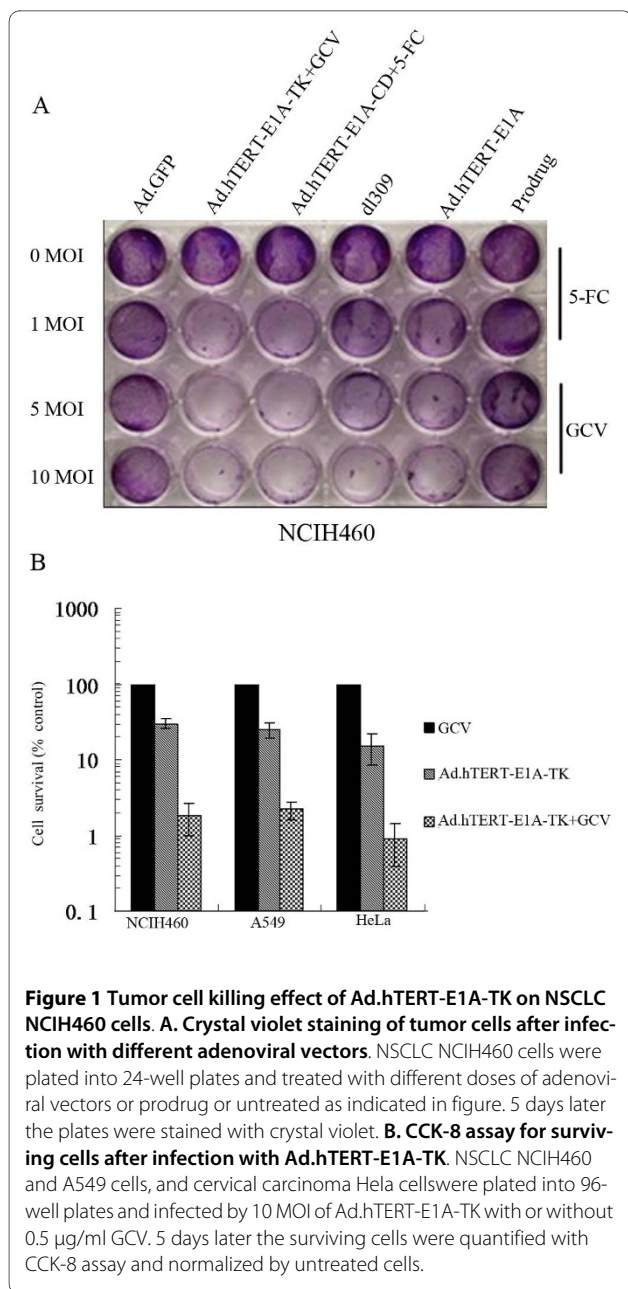 A
Ad.GFP
Ad.hTERT-E1A-TK+GCV
Ad.hTERT-E1A-CD+5-FC
dl309
Ad.hTERT-E1A
Prodrug
0 MOI
1 MOI
5 MOI
10 MOI
5-FC
GCV
NCIH460
B
Cell survival (% control)
1000
100
10
1
0.1
NCIH460
A549
HeLa
GCV
Ad.hTERT-E1A-TK
Ad.hTERT-E1A-TK+GCV
Figure 1 Tumor cell killing effect of Ad.hTERT-E1A-TK on NSCLC
NCIH460 cells. A. Crystal violet staining of tumor cells after infec-
tion with different adenoviral vectors. NSCLC NCIH460 cells were
plated into 24-well plates and treated with different doses of adenovi-
ral vectors or prodrug or untreated as indicated in figure. 5 days later
the plates were stained with crystal violet. B. CCK-8 assay for surviv-
ing cells after infection with Ad.hTERT-E1A-TK. NSCLC NCIH460
and A549 cells, and cervical carcinoma Hela cellswere plated into 96-
well plates and infected by 10 MOI of Ad.hTERT-E1A-TK with or without
0.5 μg/ml GCV. 5 days later the surviving cells were quantified with
CCK-8 assay and normalized by untreated cells.